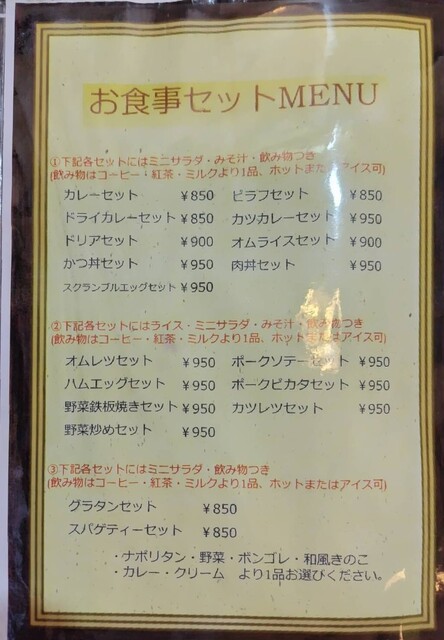 お食事セットMENU
①下記各セットにはミニサラダ・みそ汁・飲み物つき
(飲み物はコーヒー・紅茶・ミルクより1品、ホットまたはアイス可)
カレーセット ￥850 ピラフセット ￥850
ドライカレーセット ￥850 カツカレーセット ￥950
ドリアセット ￥900 オムライスセット ￥900
かつ丼セット ￥950 肉丼セット ￥950
スクランブルエッグセット ￥950
②下記各セットにはライス・ミニサラダ・みそ汁・飲み物つき
(飲み物はコーヒー・紅茶・ミルクより1品、ホットまたはアイス可)
オムレツセット ￥950 ポークソテーセット ￥950
ハムエッグセット ￥950 ポークピカタセット ￥950
野菜鉄板焼きセット ￥950 カツレツセット ￥950
野菜炒めセット ￥950
③下記各セットにはミニサラダ・飲み物つき
(飲み物はコーヒー・紅茶・ミルクより1品、ホットまたはアイス可)
グラタンセット ￥850
スパゲティーセット ￥850
・ナポリタン・野菜・ボンゴレ・和風きのこ
・カレー・クリーム より1品お選びください。